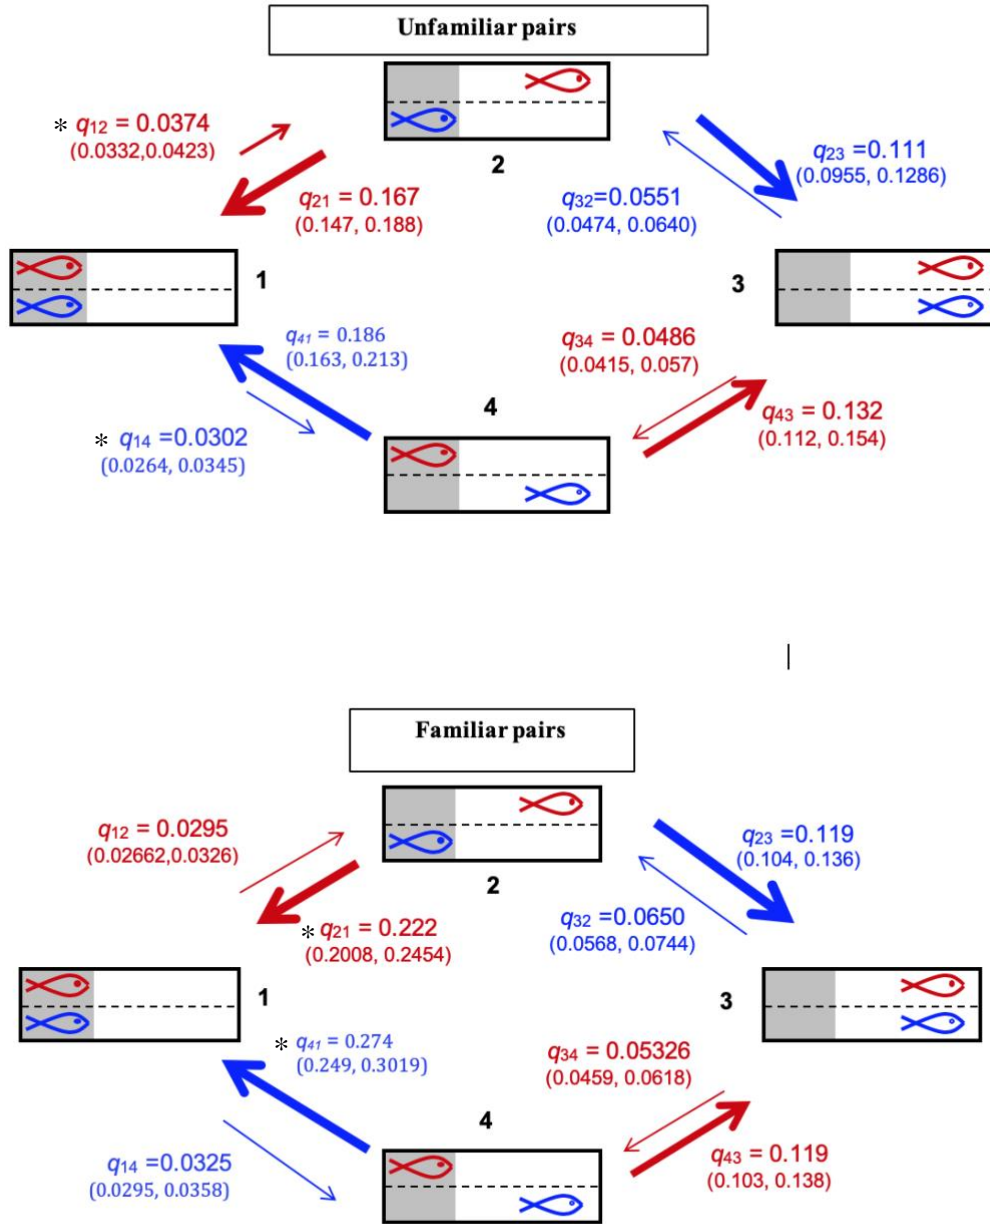 Unfamiliar pairs
* q12 = 0.0374
(0.0332,0.0423)
q21 = 0.167
(0.147, 0.188)
2
q23 =0.111
(0.0955, 0.1286)
q32=0.0551
(0.0474, 0.0640)
1
3
q41 = 0.186
(0.163, 0.213)
q34 = 0.0486
(0.0415, 0.057)
4
* q14 =0.0302
(0.0264, 0.0345)
q43 = 0.132
(0.112, 0.154)
Familiar pairs
q12 = 0.0295
(0.02662,0.0326)
q23 =0.119
(0.104, 0.136)
2
* q21 = 0.222
(0.2008, 0.2454)
q32 = 0.0650
(0.0568, 0.0744)
1
3
* q41 = 0.274
(0.249, 0.3019)
q34 = 0.05326
(0.0459, 0.0618)
4
q14 =0.0325
(0.0295, 0.0358)
q43 = 0.119
(0.103, 0.138)